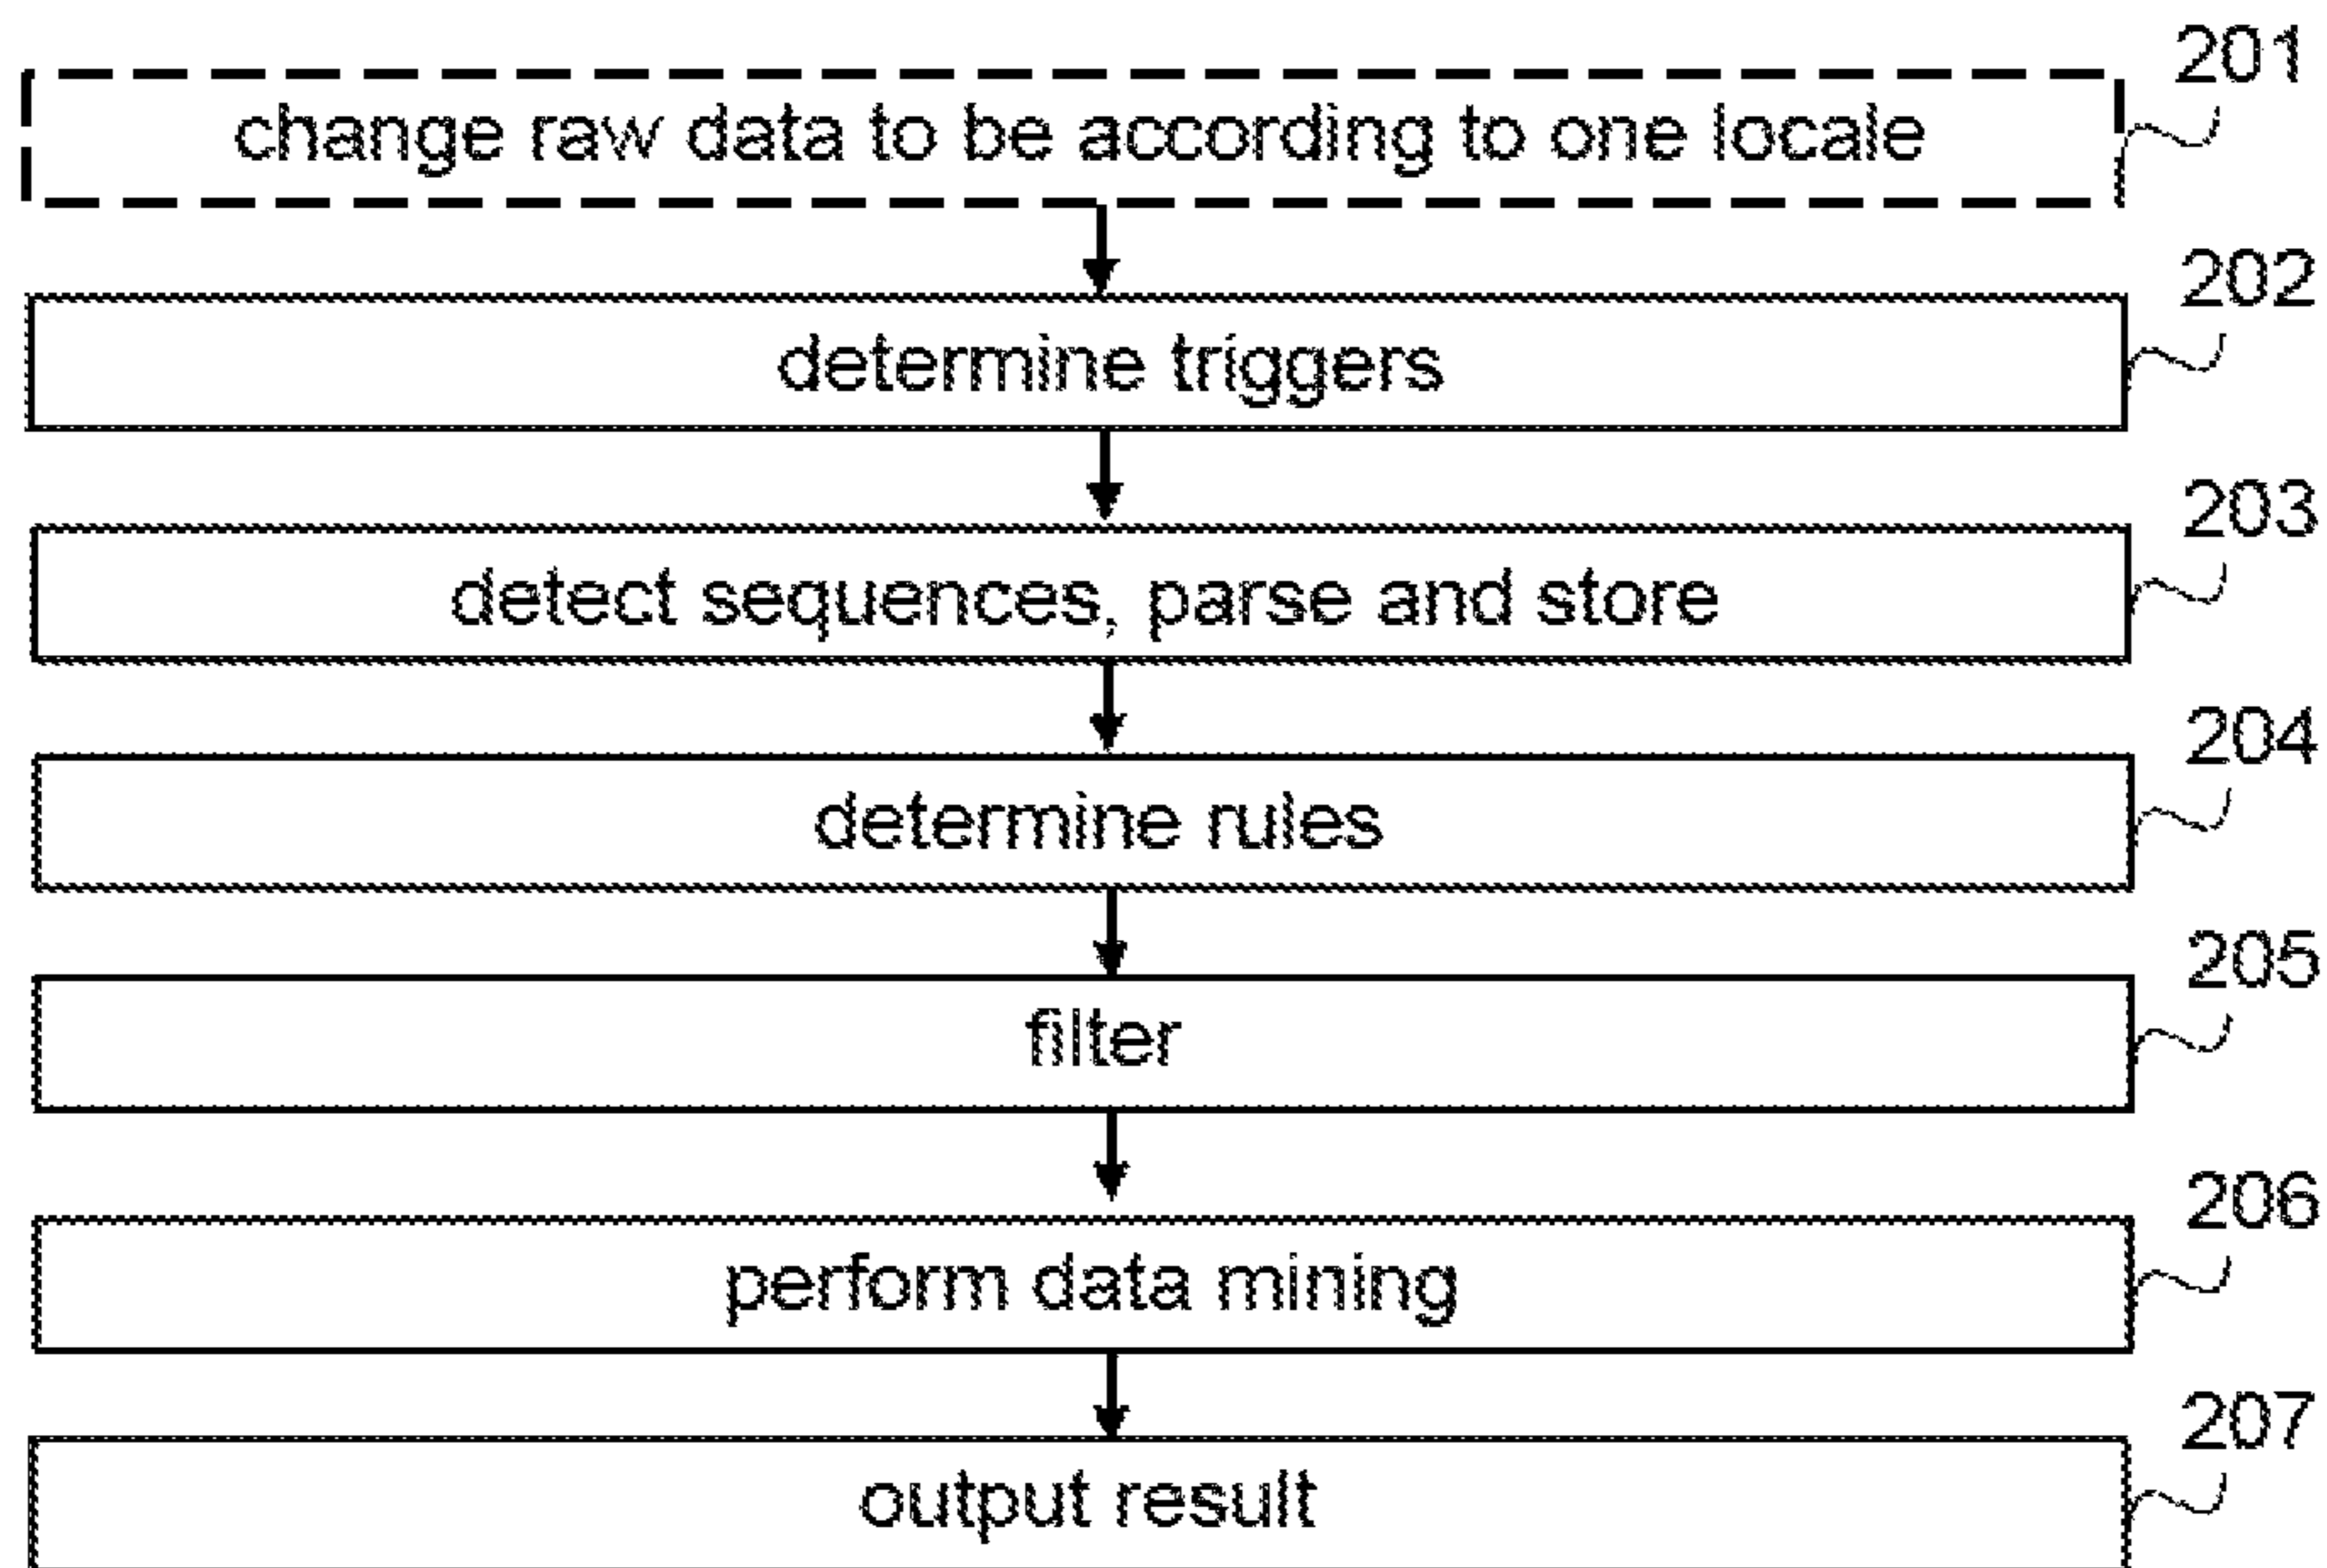 201
change raw data to be according to one locale
202
determine triggers
203
detect sequences, parse and store
204
determine rules
205
filter
206
perform data mining
207
output result